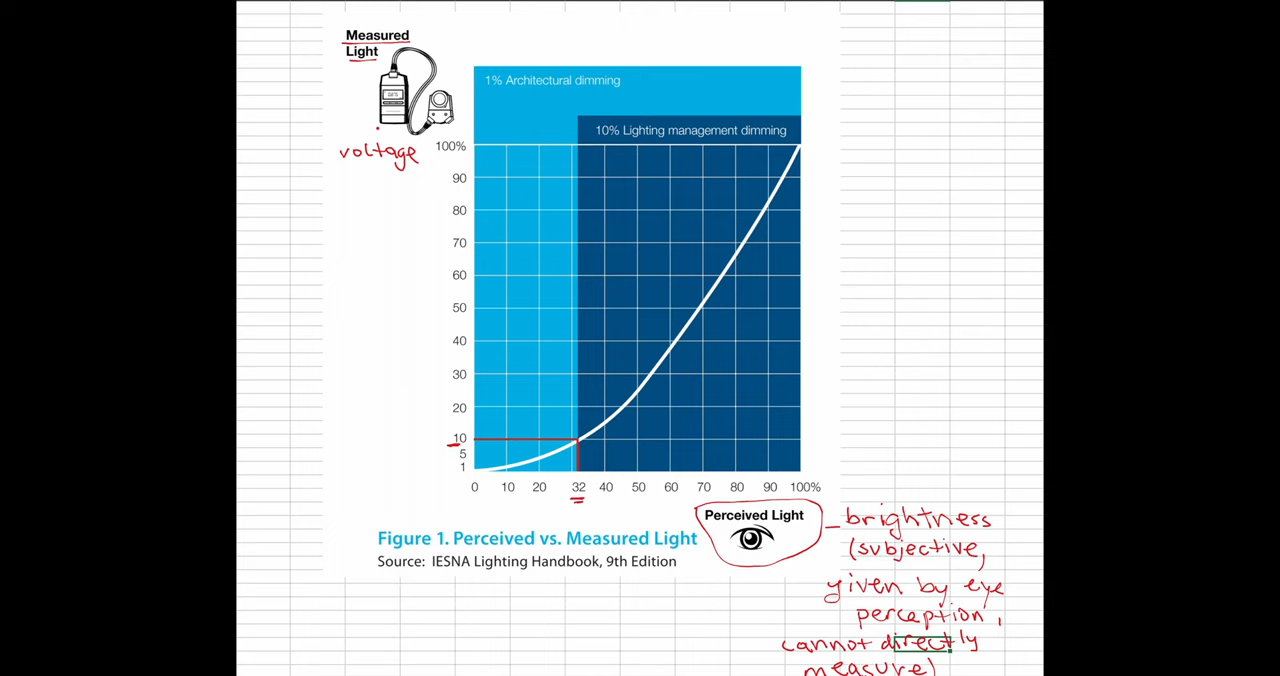 Measured
Light
voltage
1% Architectural dimming
10% Lighting management dimming
100%
90
80
70
60
50
40
30
20
10
5
1
0 10 20 32 40 50 60 70 80 90 100%
Perceived Light
Figure 1. Perceived vs. Measured Light
Source: IESNA Lighting Handbook, 9th Edition
brightness
(subjective,
given by eye
perception,
cannot directly
measure)